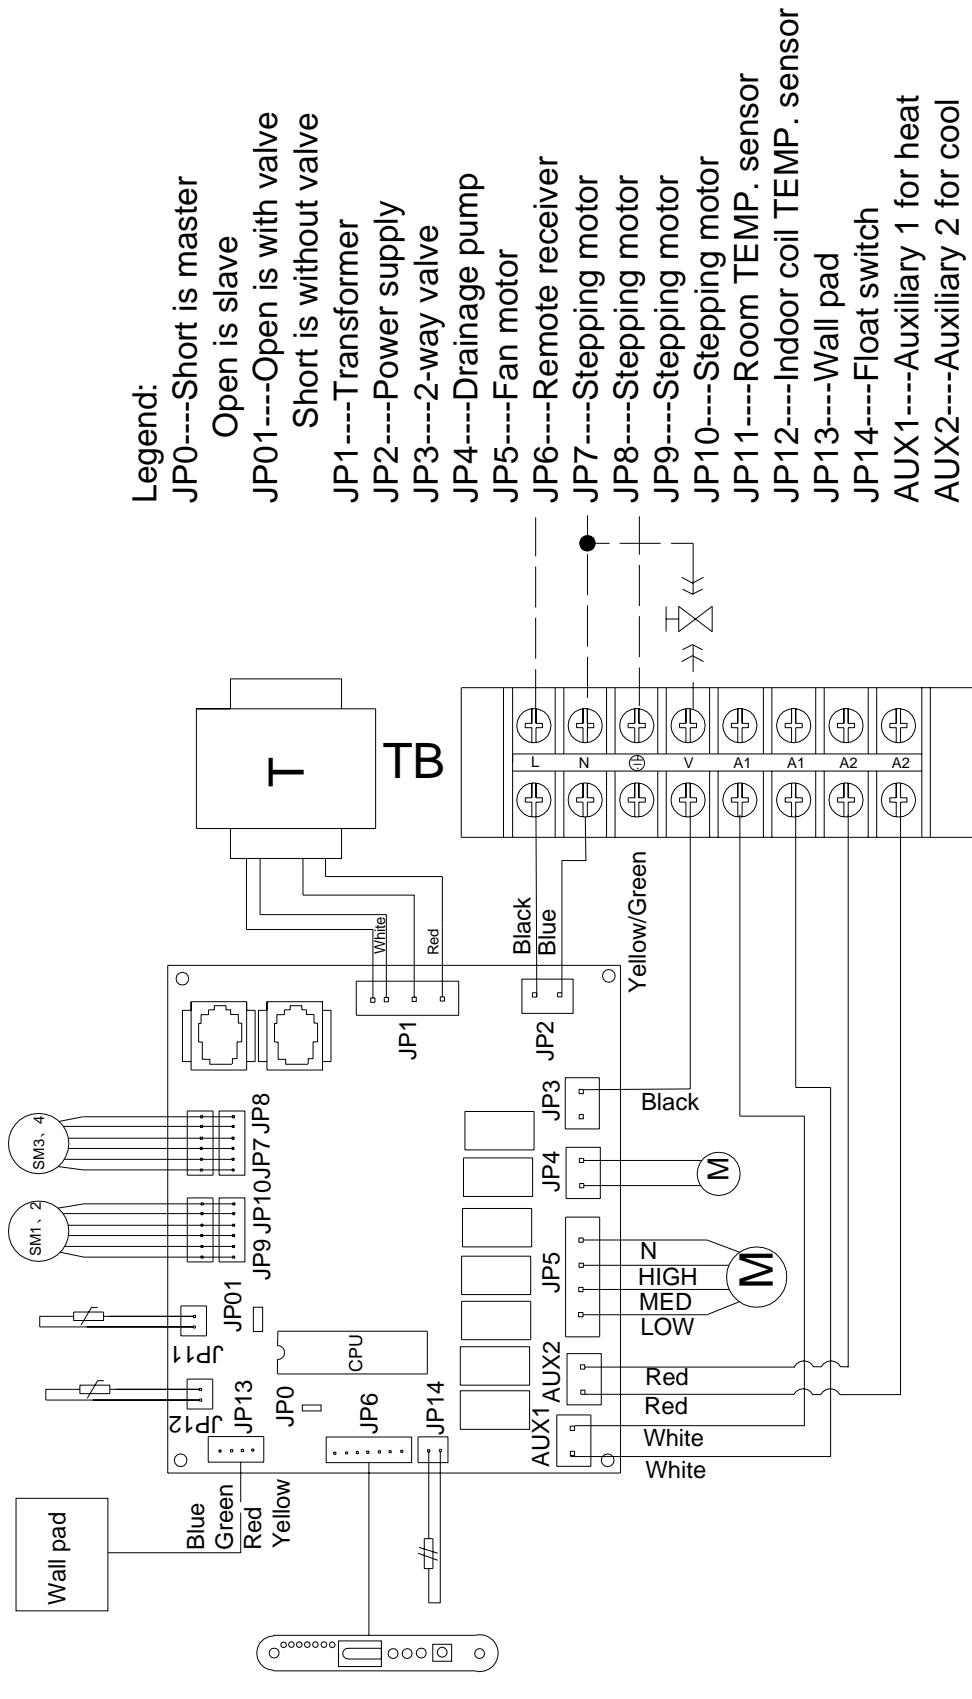 Legend:
JP0----Short is master
Open is slave
JP01----Open is with valve
Short is without valve
JP1----Transformer
JP2----Power supply
JP3----2-way valve
JP4----Drainage pump
JP5----Fan motor
JP6----Remote receiver
JP7----Stepping motor
JP8----Stepping motor
JP9----Stepping motor
JP10----Stepping motor
JP11----Room TEMP. sensor
JP12----Indoor coil TEMP. sensor
JP13----Wall pad
JP14----Float switch
AUX1----Auxiliary 1 for heat
AUX2----Auxiliary 2 for cool
T
TB
L
N
V
A1
A1
A2
A2
White
Red
Black
Blue
Yellow/Green
JP1
JP2
JP3
Black
JP4
M
JP5
N
HIGH
MED
LOW
M
AUX2
Red
Red
AUX1
White
White
SM3、4
JP7 JP8
SM1、2
JP9 JP10
JP01
JP11
CPU
JP12
JP13
JP0
JP6
JP14
Blue
Green
Red
Yellow
Wall pad